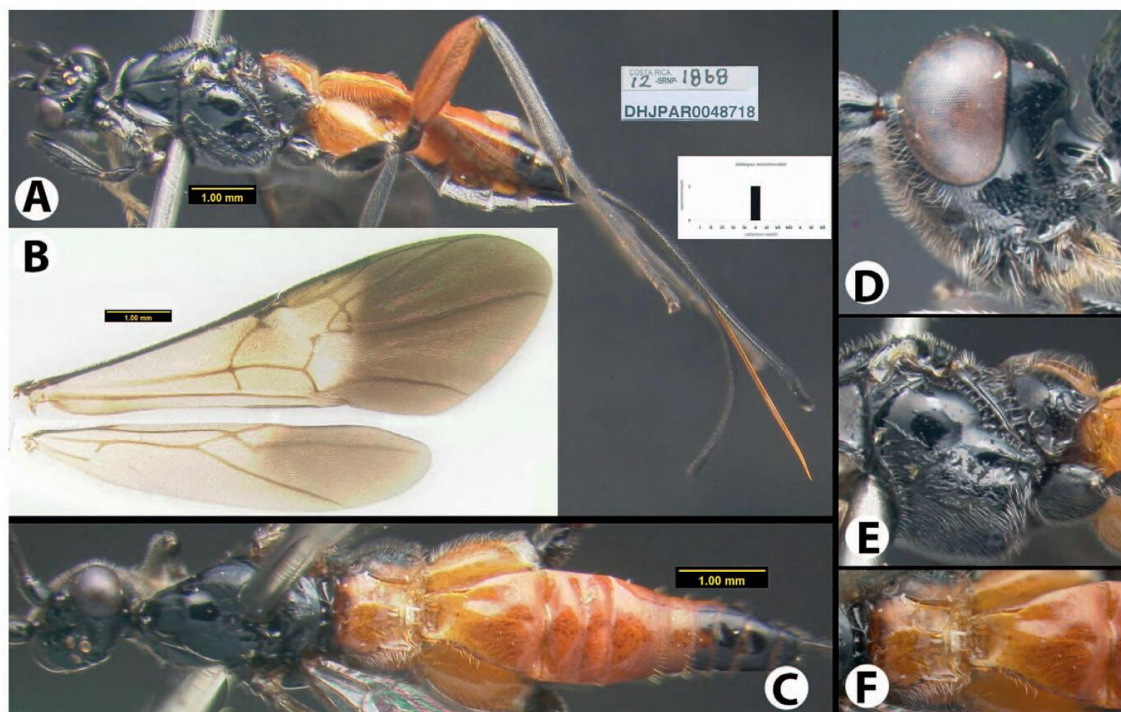 COSTA RICA,
12 -SRNP- 1868
DHJPAR0048718
A
1.00 mm
B
1.00 mm
C
1.00 mm
D
E
F